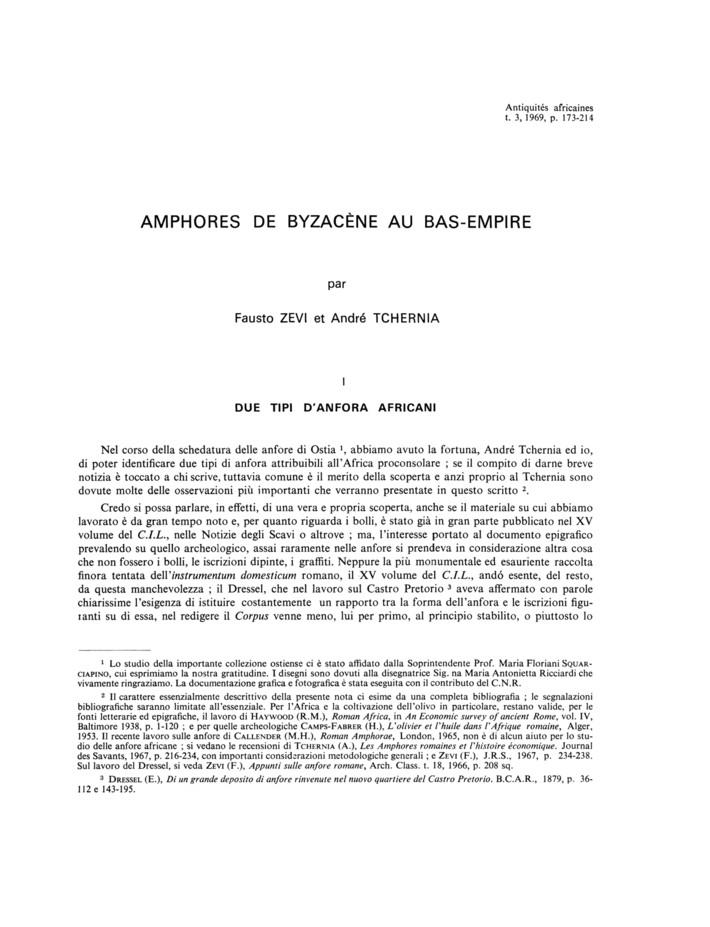 Antiquités africaines
t. 3, 1969, p. 173-214
AMPHORES DE BYZACÈNE AU BAS-EMPIRE
par
Fausto ZEVI et André TCHERNIA
I
DUE TIPI D'ANFORA AFRICANI
Nel corso della schedatura delle anfore di Ostia ¹, abbiamo avuto la fortuna, André Tchernia ed io,
di poter identificare due tipi di anfora attribuibili all'Africa proconsolare ; se il compito di darne breve
notizia è toccato a chi scrive, tuttavia comune è il merito della scoperta e anzi proprio al Tchernia sono
dovute molte delle osservazioni più importanti che verranno presentate in questo scritto ².
Credo si possa parlare, in effetti, di una vera e propria scoperta, anche se il materiale su cui abbiamo
lavorato è da gran tempo noto e, per quanto riguarda i bolli, è stato già in gran parte pubblicato nel XV
volume del C.I.L., nelle Notizie degli Scavi o altrove ; ma, l'interesse portato al documento epigrafico
prevalendo su quello archeologico, assai raramente nelle anfore si prendeva in considerazione altra cosa
che non fossero i bolli, le iscrizioni dipinte, i graffiti. Neppure la più monumentale ed esauriente raccolta
finora tentata dell'instrumentum domesticum romano, il XV volume del C.I.L., andó esente, del resto,
da questa manchevolezza ; il Dressel, che nel lavoro sul Castro Pretorio ³ aveva affermato con parole
chiarissime l'esigenza di istituire costantemente un rapporto tra la forma dell'anfora e le iscrizioni figu-
ranti su di essa, nel redigere il Corpus venne meno, lui per primo, al principio stabilito, o piuttosto lo
¹ Lo studio della importante collezione ostiense ci è stato affidato dalla Soprintendente Prof. Maria Floriani SQUAR-
CIAPINO, cui esprimiamo la nostra gratitudine. I disegni sono dovuti alla disegnatrice Sig. na Maria Antonietta Ricciardi che
vivamente ringraziamo. La documentazione grafica e fotografica è stata eseguita con il contributo del C.N.R.
² Il carattere essenzialmente descrittivo della presente nota ci esime da una completa bibliografia ; le segnalazioni
bibliografiche saranno limitate all'essenziale. Per l'Africa e la coltivazione dell'olivo in particolare, restano valide, per le
fonti letterarie ed epigrafiche, il lavoro di HAYWOOD (R.M.), Roman Africa, in An Economic survey of ancient Rome, vol. IV,
Baltimore 1938, p. 1-120 ; e per quelle archeologiche CAMPS-FABRER (H.), L'olivier et l'huile dans l'Afrique romaine, Alger,
1953. Il recente lavoro sulle anfore di CALLENDER (M.H.), Roman Amphorae, London, 1965, non è di alcun aiuto per lo stu-
dio delle anfore africane ; si vedano le recensioni di TCHERNIA (A.), Les Amphores romaines et l'histoire économique. Journal
des Savants, 1967, p. 216-234, con importanti considerazioni metodologiche generali ; e ZEVI (F.), J.R.S., 1967, p. 234-238.
Sul lavoro del Dressel, si veda ZEVI (F.), Appunti sulle anfore romane, Arch. Class. t. 18, 1966, p. 208 sq.
³ DRESSEL (E.), Di un grande deposito di anfore rinvenute nel nuovo quartiere del Castro Pretorio. B.C.A.R., 1879, p. 36-
112 e 143-195.